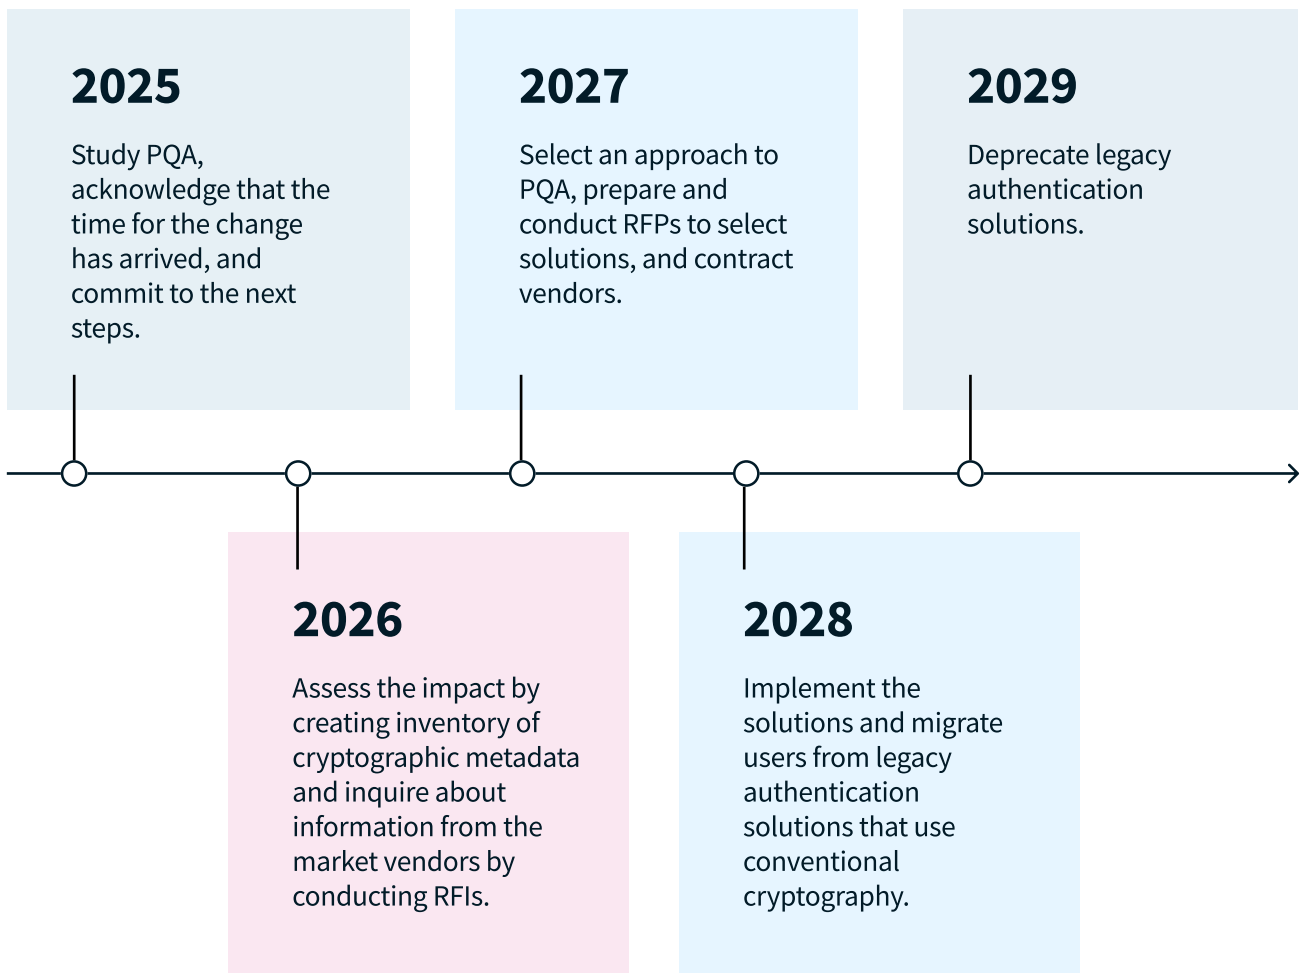 2025
Study PQA,
acknowledge that the
time for the change
has arrived, and
commit to the next
steps.
2026
Assess the impact by
creating inventory of
cryptographic metadata
and inquire about
information from the
market vendors by
conducting RFIs.
2027
Select an approach to
PQA, prepare and
conduct RFPs to select
solutions, and contract
vendors.
2028
Implement the
solutions and migrate
users from legacy
authentication
solutions that use
conventional
cryptography.
2029
Deprecate legacy
authentication
solutions.